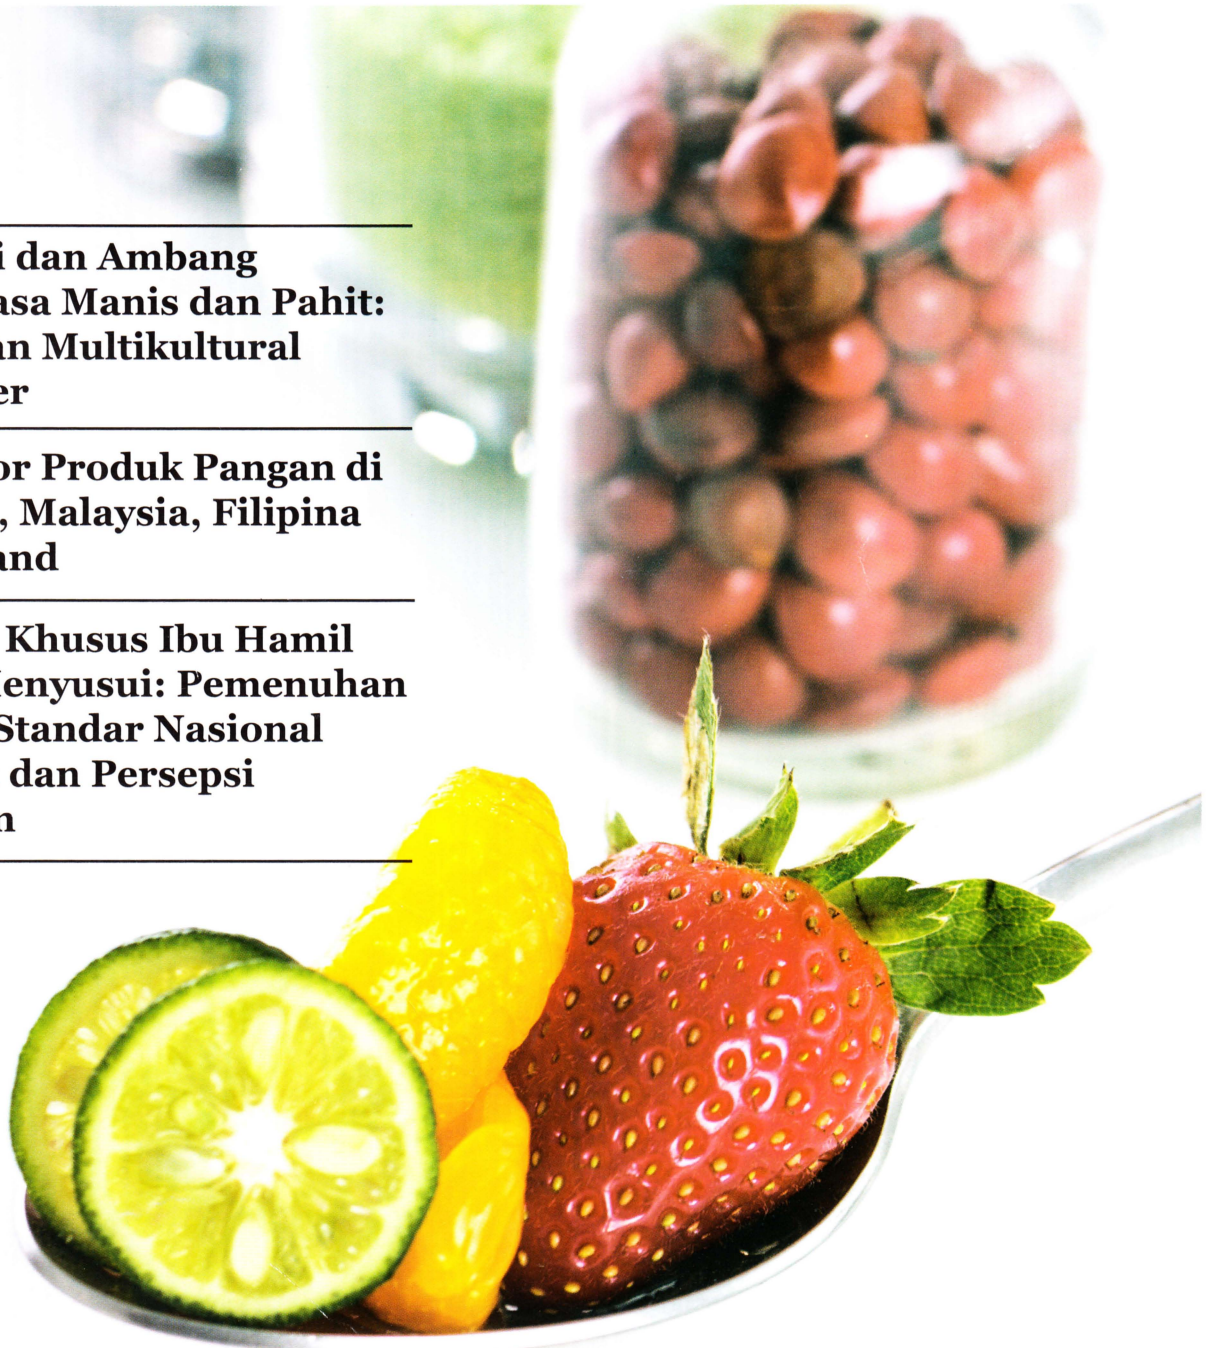 i dan Ambang
asa Manis dan Pahit:
an Multikultural
er
or Produk Pangan di
, Malaysia, Filipina
and
Khusus Ibu Hamil
enyusui: Pemenuhan
Standar Nasional
dan Persepsi
n